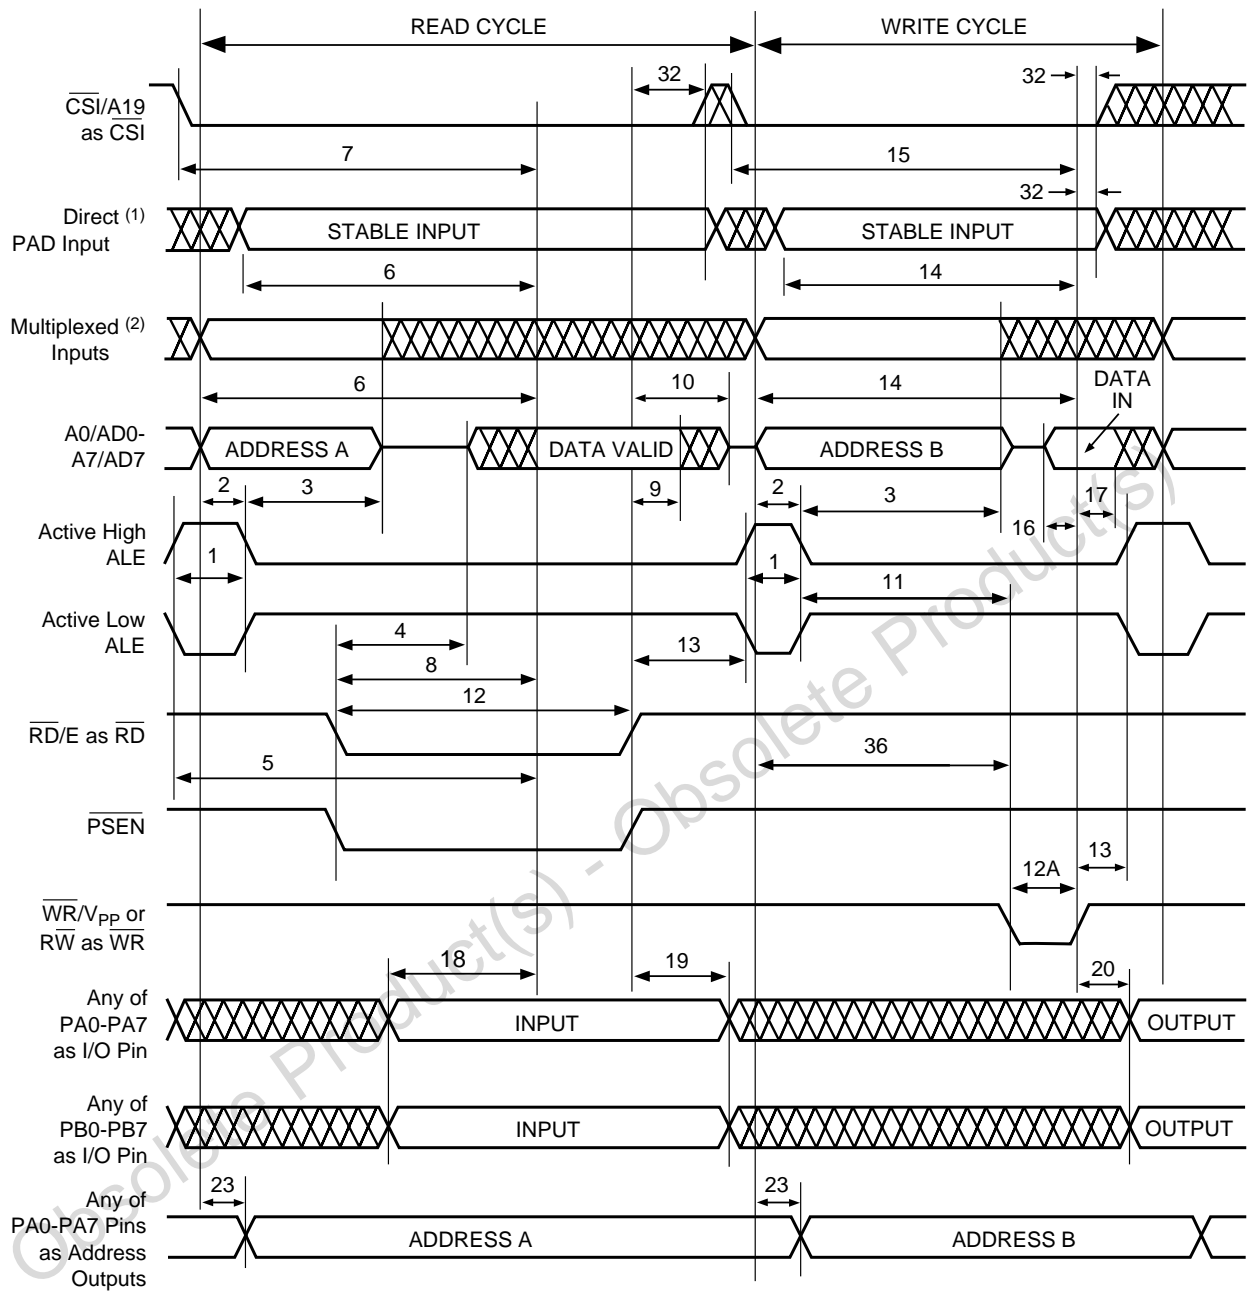 READ CYCLE
WRITE CYCLE
32
32
CSI/A19
as CSI
7
15
32
Direct (1)
PAD Input
STABLE INPUT
STABLE INPUT
6
14
Multiplexed (2)
Inputs
6
10
14
DATA
IN
A0/AD0-
A7/AD7
ADDRESS A
DATA VALID
ADDRESS B
2
3
9
2
3
17
16
Active High
ALE
1
1
11
Active Low
ALE
4
13
8
12
RD/E as RD
36
5
PSEN
13
12A
WR/VPP or
RW as WR
18
19
20
Any of
PA0-PA7
as I/O Pin
INPUT
OUTPUT
Any of
PB0-PB7
as I/O Pin
INPUT
OUTPUT
23
23
Any of
PA0-PA7 Pins
as Address
Outputs
ADDRESS A
ADDRESS B
Obsolete Product(s) - Obsolete Product(s)